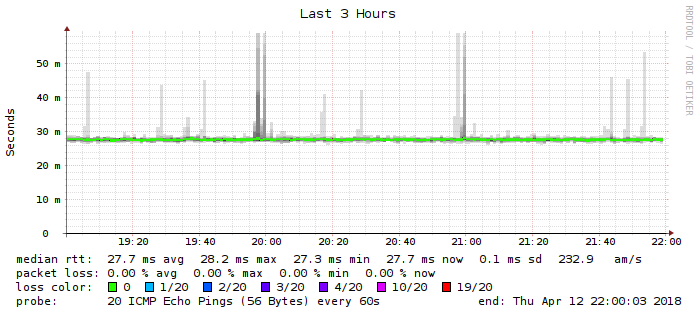 Last 3 Hours
RRDTOOL / TOBI OETIKER
Seconds
50 m
40 m
30 m
20 m
10 m
0
19:20 19:40 20:00 20:20 20:40 21:00 21:20 21:40 22:00
median rtt: 27.7 ms avg 28.2 ms max 27.3 ms min 27.7 ms now 0.1 ms sd 232.9 am/s
packet loss: 0.00 % avg 0.00 % max 0.00 % min 0.00 % now
loss color: 0 1/20 2/20 3/20 4/20 10/20 19/20
probe: 20 ICMP Echo Pings (56 Bytes) every 60s end: Thu Apr 12 22:00:03 2018